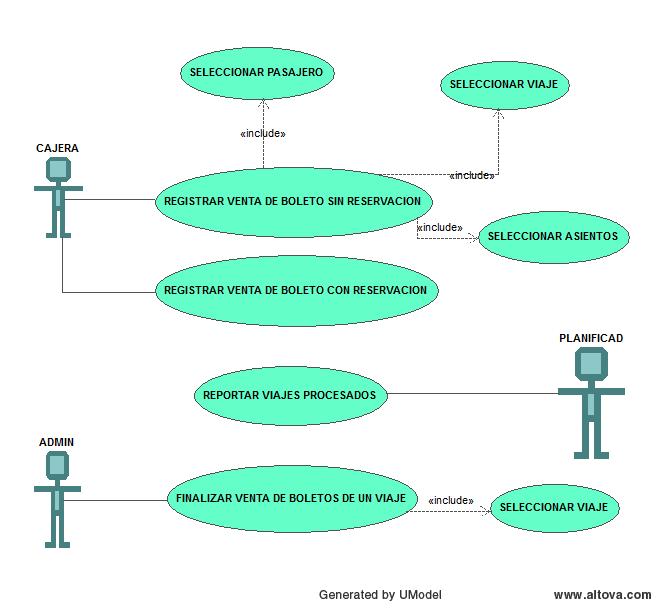 SELECCIONAR PASAJERO
SELECCIONAR VIAJE
«include»
CAJERA
«include»
REGISTRAR VENTA DE BOLETO SIN RESERVACION
«include»
SELECCIONAR ASIENTOS
REGISTRAR VENTA DE BOLETO CON RESERVACION
PLANIFICAD
REPORTAR VIAJES PROCESADOS
ADMIN
FINALIZAR VENTA DE BOLETOS DE UN VIAJE
«include»
SELECCIONAR VIAJE
Generated by UModel
www.altova.com